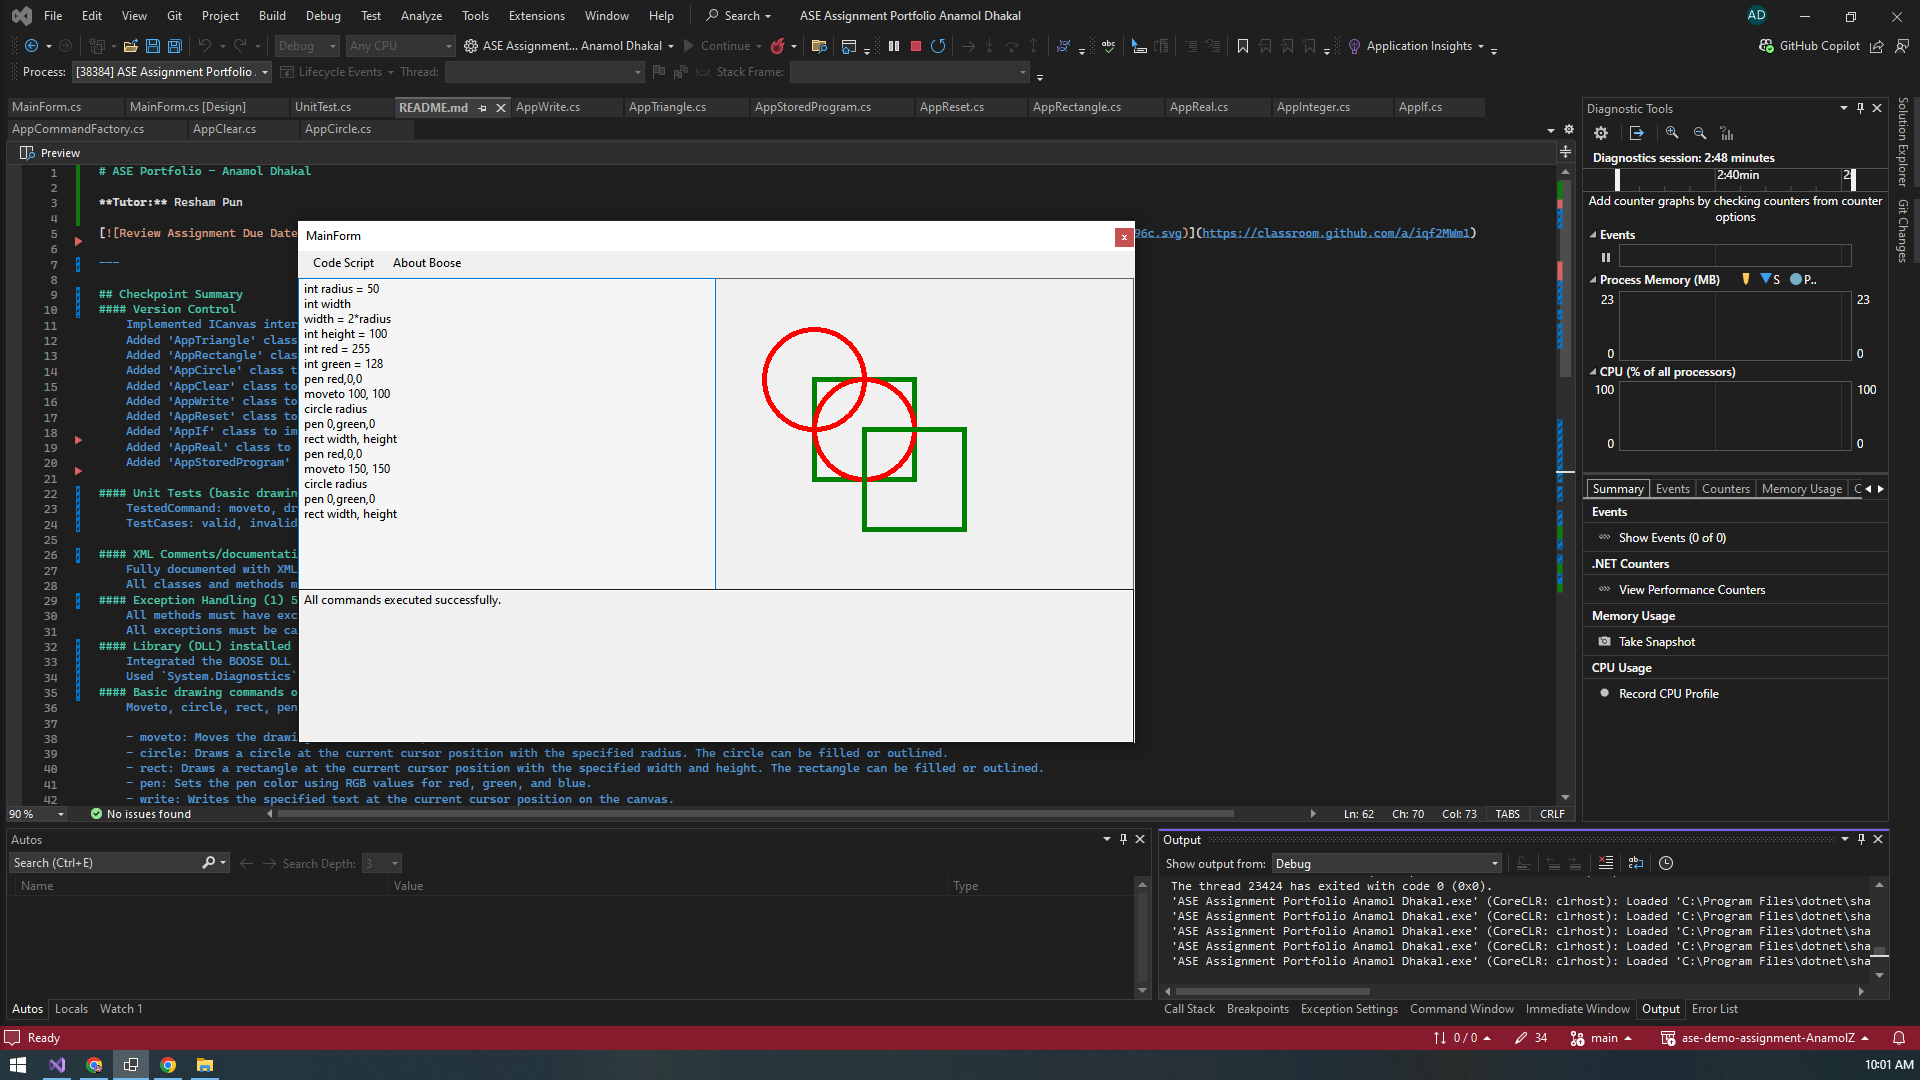 File Edit View Git Project Build Debug Test Analyze Tools Extensions Window Help Search ASE Assignment Portfolio Anamol Dhakal AD
Debug Any CPU ASE Assignment... Anamol Dhakal Continue Application Insights GitHub Copilot
Process: [38384] ASE Assignment Portfolio . Lifecycle Events Thread: Stack Frame:
MainForm.cs MainForm.cs [Design] UnitTest.cs README.md AppWrite.cs AppTriangle.cs AppStoredProgram.cs AppReset.cs AppRectangle.cs AppReal.cs AppInteger.cs AppIf.cs
AppCommandFactory.cs AppClear.cs AppCircle.cs
Preview
1 # ASE Portfolio - Anamol Dhakal
2
3 **Tutor:** Resham Pun
4
5 [![Review Assignment Due Date 96c.svg)](https://classroom.github.com/a/iqf2MWm1)
6
7 ---
8
9 ## Checkpoint Summary
10 #### Version Control
11 Implemented ICanvas inter
12 Added 'AppTriangle' clas
13 Added 'AppRectangle' clas
14 Added 'AppCircle' class t
15 Added 'AppClear' class to
16 Added 'AppWrite' class to
17 Added 'AppReset' class to
18 Added 'AppIf' class to im
19 Added 'AppReal' class to
20 Added 'AppStoredProgram'
21
22 #### Unit Tests (basic drawin
23 TestedCommand: moveto, dr
24 TestCases: valid, invalid
25
26 #### XML Comments/documentati
27 Fully documented with XML
28 All classes and methods m
29 #### Exception Handling (1) 5
30 All methods must have exc
31 All exceptions must be ca
32 #### Library (DLL) installed
33 Integrated the BOOSE DLL
34 Used `System.Diagnostics`
35 #### Basic drawing commands o
36 Moveto, circle, rect, pen
37
38 - moveto: Moves the drawi
39 - circle: Draws a circle at the current cursor position with the specified radius. The circle can be filled or outlined.
40 - rect: Draws a rectangle at the current cursor position with the specified width and height. The rectangle can be filled or outlined.
41 - pen: Sets the pen color using RGB values for red, green, and blue.
42 - write: Writes the specified text at the current cursor position on the canvas.
90 % No issues found Ln: 62 Ch: 70 Col: 73 TABS CRLF
MainForm x
Code Script About Boose
int radius = 50
int width
width = 2*radius
int height = 100
int red = 255
int green = 128
pen red,0,0
moveto 100, 100
circle radius
pen 0,green,0
rect width, height
pen red,0,0
moveto 150, 150
circle radius
pen 0,green,0
rect width, height
All commands executed successfully.
Diagnostic Tools
Diagnostics session: 2:48 minutes
2:40min
Add counter graphs by checking counters from counter
options
Events
Process Memory (MB) S P..
23 23
0 0
CPU (% of all processors)
100 100
0 0
Summary Events Counters Memory Usage C
Events
Show Events (0 of 0)
.NET Counters
View Performance Counters
Memory Usage
Take Snapshot
CPU Usage
Record CPU Profile
Solution Explorer
Git Changes
Autos
Search (Ctrl+E) Search Depth: 3
Name Value Type
Autos Locals Watch 1
Output
Show output from: Debug
The thread 23424 has exited with code 0 (0x0).
'ASE Assignment Portfolio Anamol Dhakal.exe' (CoreCLR: clrhost): Loaded 'C:\Program Files\dotnet\sha
'ASE Assignment Portfolio Anamol Dhakal.exe' (CoreCLR: clrhost): Loaded 'C:\Program Files\dotnet\sha
'ASE Assignment Portfolio Anamol Dhakal.exe' (CoreCLR: clrhost): Loaded 'C:\Program Files\dotnet\sha
'ASE Assignment Portfolio Anamol Dhakal.exe' (CoreCLR: clrhost): Loaded 'C:\Program Files\dotnet\sha
'ASE Assignment Portfolio Anamol Dhakal.exe' (CoreCLR: clrhost): Loaded 'C:\Program Files\dotnet\sha
Call Stack Breakpoints Exception Settings Command Window Immediate Window Output Error List
Ready 0 / 0 34 main ase-demo-assignment-AnamolZ
10:01 AM